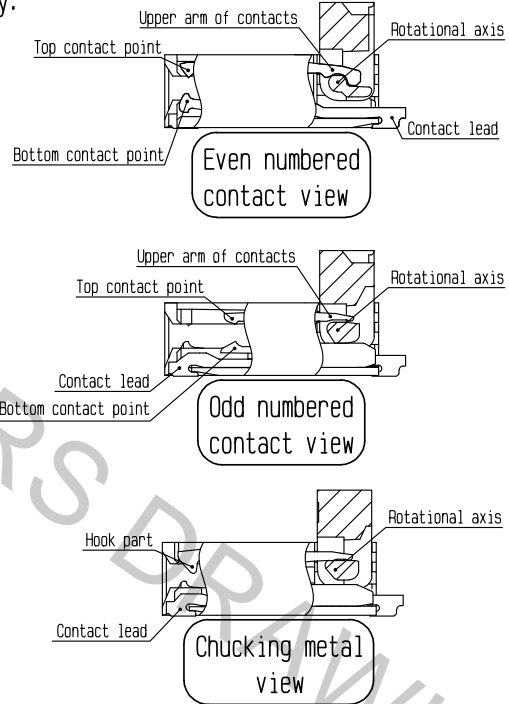 y.
Upper arm of contacts
Rotational axis
Top contact point
Contact lead
Bottom contact point
Even numbered
contact view
Upper arm of contacts
Rotational axis
Top contact point
Contact lead
Bottom contact point
Odd numbered
contact view
Rotational axis
Hook part
Contact lead
Chucking metal
view
RS DRAW